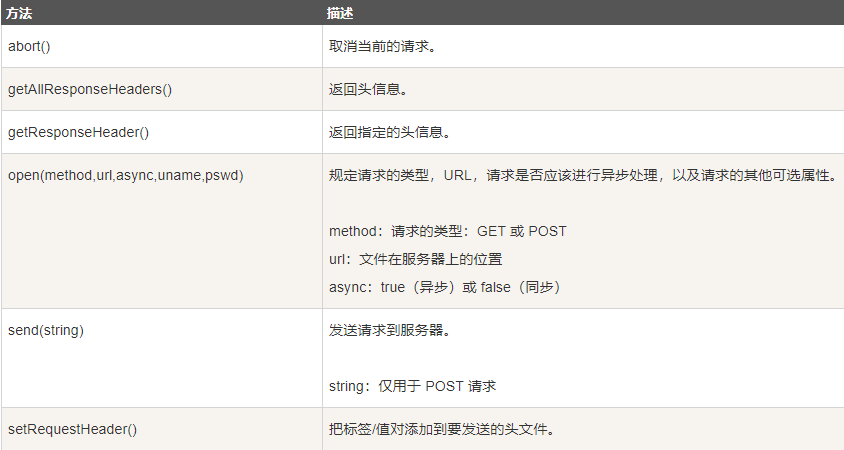 方法 描述
abort() 取消当前的请求。
getAllResponseHeaders() 返回头信息。
getResponseHeader() 返回指定的头信息。
open(method,url,async,uname,pswd) 规定请求的类型，URL，请求是否应该进行异步处理，以及请求的其他可选属性。
method：请求的类型：GET 或 POST
url：文件在服务器上的位置
async：true（异步）或 false（同步）
send(string) 发送请求到服务器。
string：仅用于 POST 请求
setRequestHeader() 把标签/值对添加到要发送的头文件。